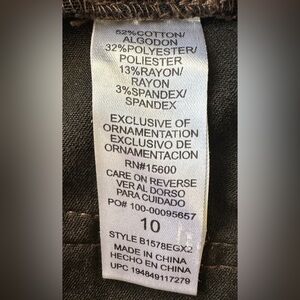 52%COTTON/
ALGODON
32%POLYESTER/
POLIESTER
13%RAYON/
RAYON
3%SPANDEX/
SPANDEX
EXCLUSIVE OF
ORNAMENTATION
EXCLUSIVO DE
ORNAMENTACION
RN#15600
CARE ON REVERSE
VER AL DORSO
PARA CUIDADO
PO# 100-00095657
10
STYLE B1578EGX2
MADE IN CHINA
HECHO EN CHINA
UPC 194849117279